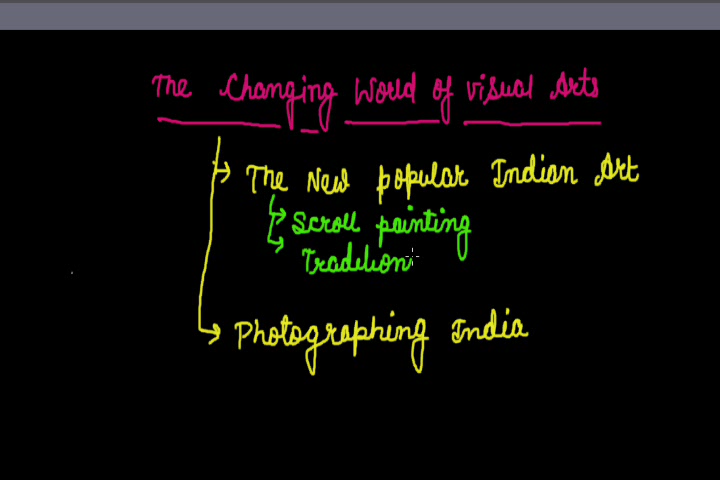 The Changing World of Visual Arts
The New popular Indian Art
Scroll painting
Tradition
Photographing India